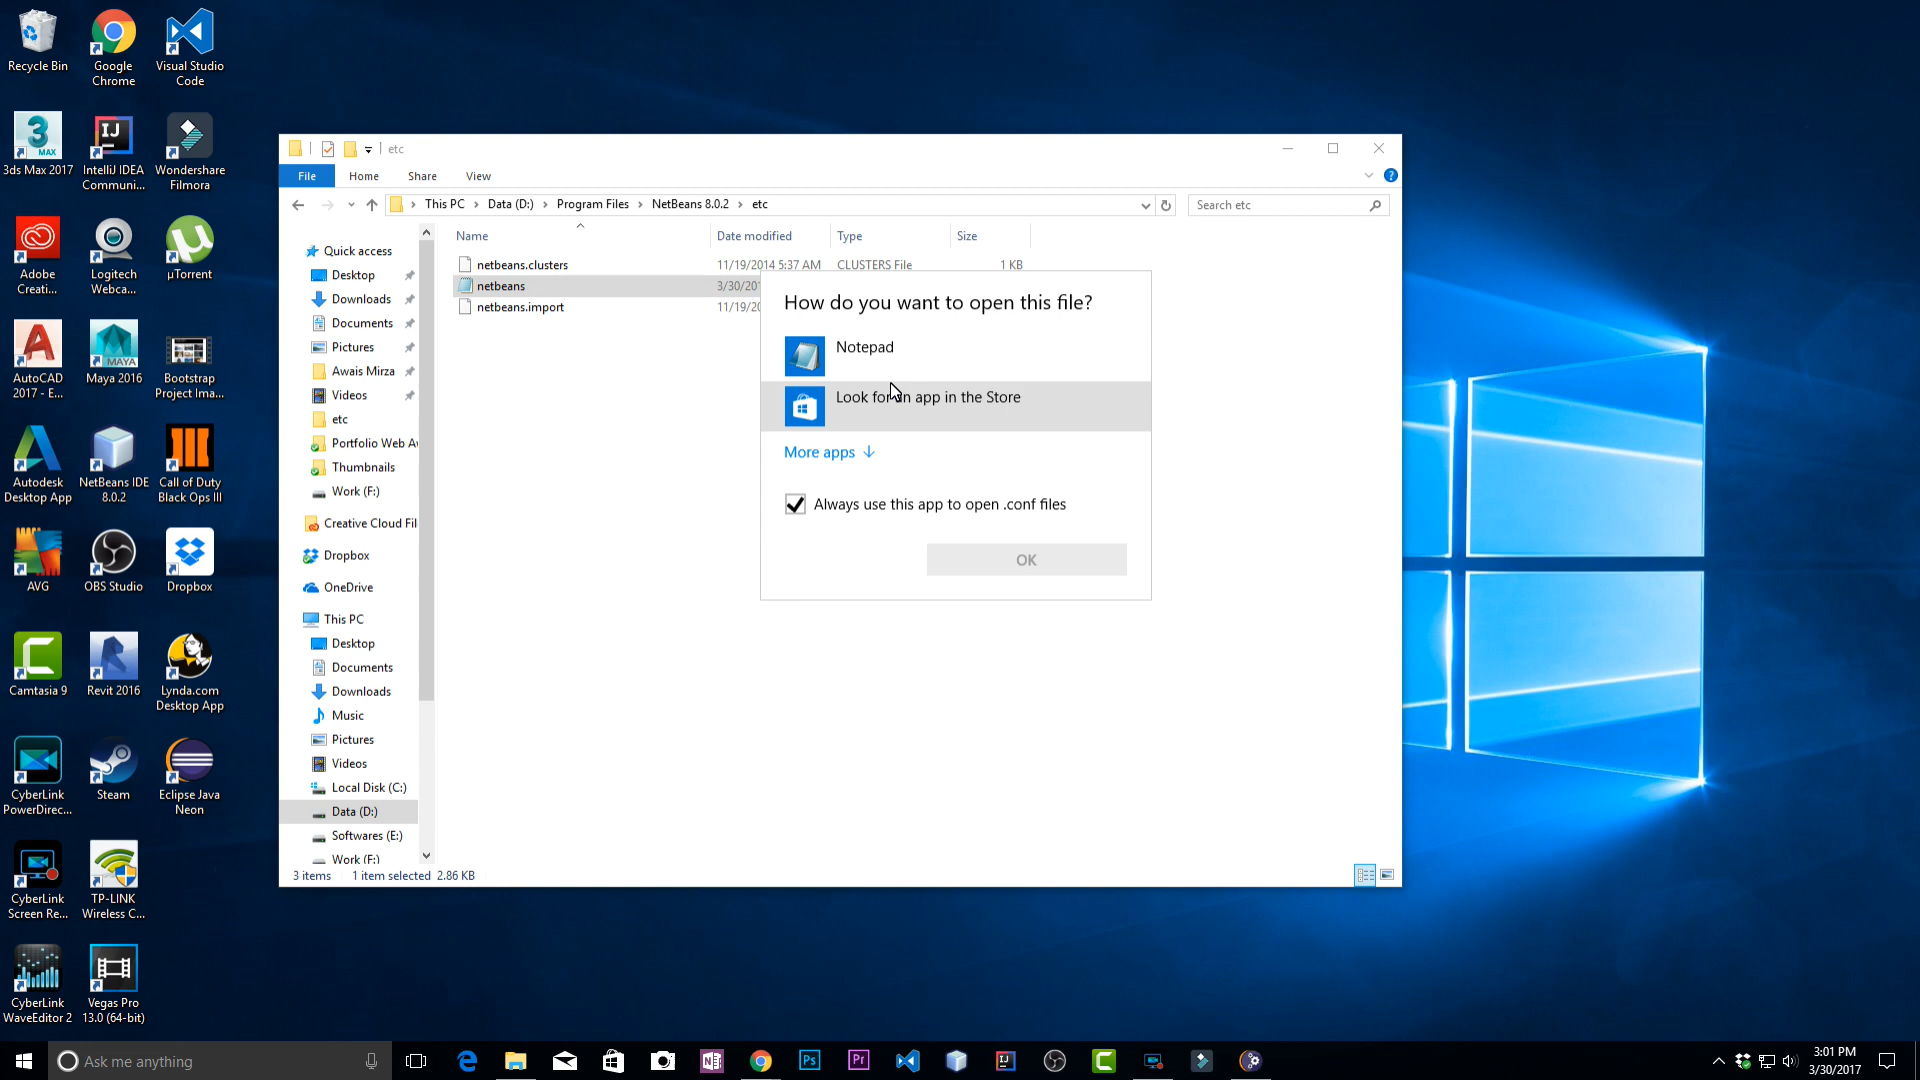 Recycle Bin
Google
Chrome
Visual Studio
Code
3ds Max 2017
IntelliJ IDEA
Communi...
Wondershare
Filmora
Adobe
Creati...
Logitech
Webca...
µTorrent
AutoCAD
2017 - E...
Maya 2016
Bootstrap
Project Ima...
Autodesk
Desktop App
NetBeans IDE
8.0.2
Call of Duty
Black Ops III
AVG
OBS Studio
Dropbox
Camtasia 9
Revit 2016
Lynda.com
Desktop App
CyberLink
PowerDirec...
Steam
Eclipse Java
Neon
CyberLink
Screen Re...
TP-LINK
Wireless C...
CyberLink
WaveEditor 2
Vegas Pro
13.0 (64-bit)
etc
File Home Share View
This PC > Data (D:) > Program Files > NetBeans 8.0.2 > etc
Search etc
Name Date modified Type Size
netbeans.clusters 11/19/2014 5:37 AM CLUSTERS File 1 KB
netbeans 3/30/201
netbeans.import 11/19/20
Quick access
Desktop
Downloads
Documents
Pictures
Awais Mirza
Videos
etc
Portfolio Web Av
Thumbnails
Work (F:)
Creative Cloud Fil
Dropbox
OneDrive
This PC
Desktop
Documents
Downloads
Music
Pictures
Videos
Local Disk (C:)
Data (D:)
Softwares (E:)
Work (F:)
3 items 1 item selected 2.86 KB
How do you want to open this file?
Notepad
Look for an app in the Store
More apps
Always use this app to open .conf files
OK
Ask me anything
3:01 PM
3/30/2017